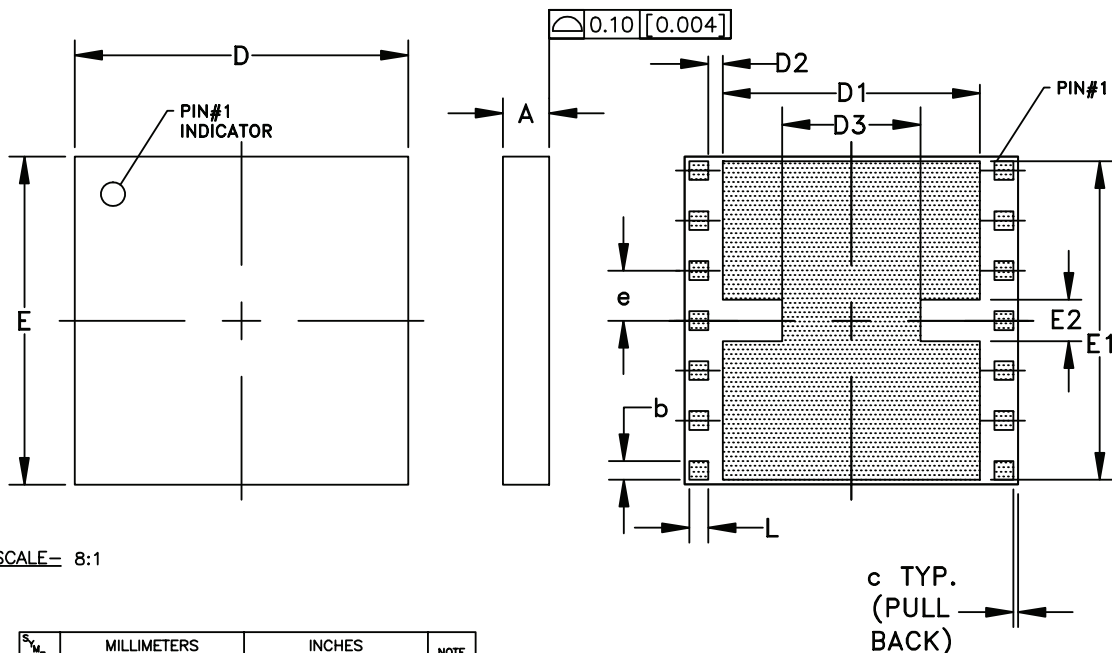 0.10 [0.004]
D
D2
D1
PIN#1
PIN#1
INDICATOR
A
D3
e
E
E2
E1
b
L
SCALE— 8:1
c TYP.
(PULL
BACK)
SYM- MILLIMETERS INCHES NOTE